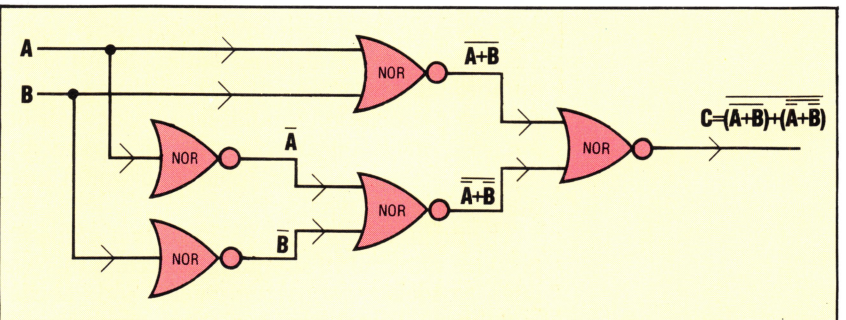 A
B
NOR
A̅+̅B̅
NOR
A̅
NOR
C=(A̅+̅B̅)+(A̿+̅B̿)
NOR
A̿+̅B̿
NOR
B̅